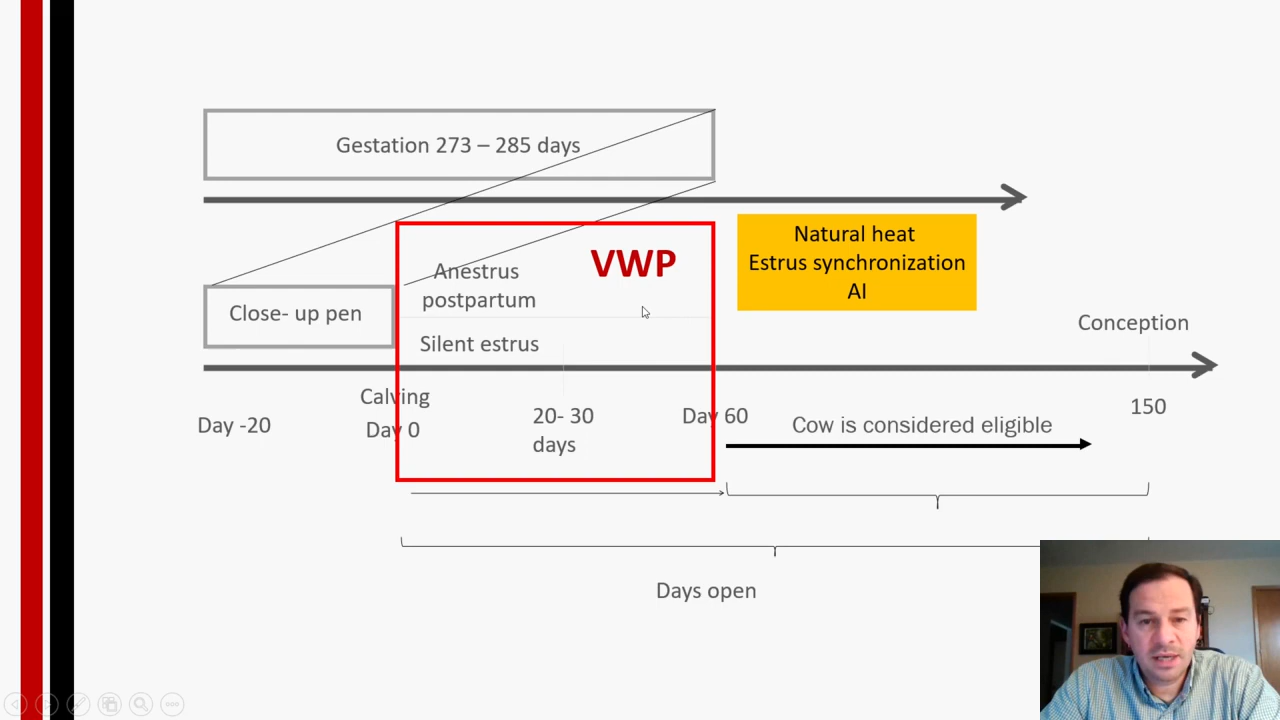 Gestation 273 – 285 days
Natural heat
Estrus synchronization
AI
VWP
Anestrus
postpartum
Close- up pen
Silent estrus
Conception
Calving
Day 0
Day -20
20- 30
days
Day 60
Cow is considered eligible
150
Days open